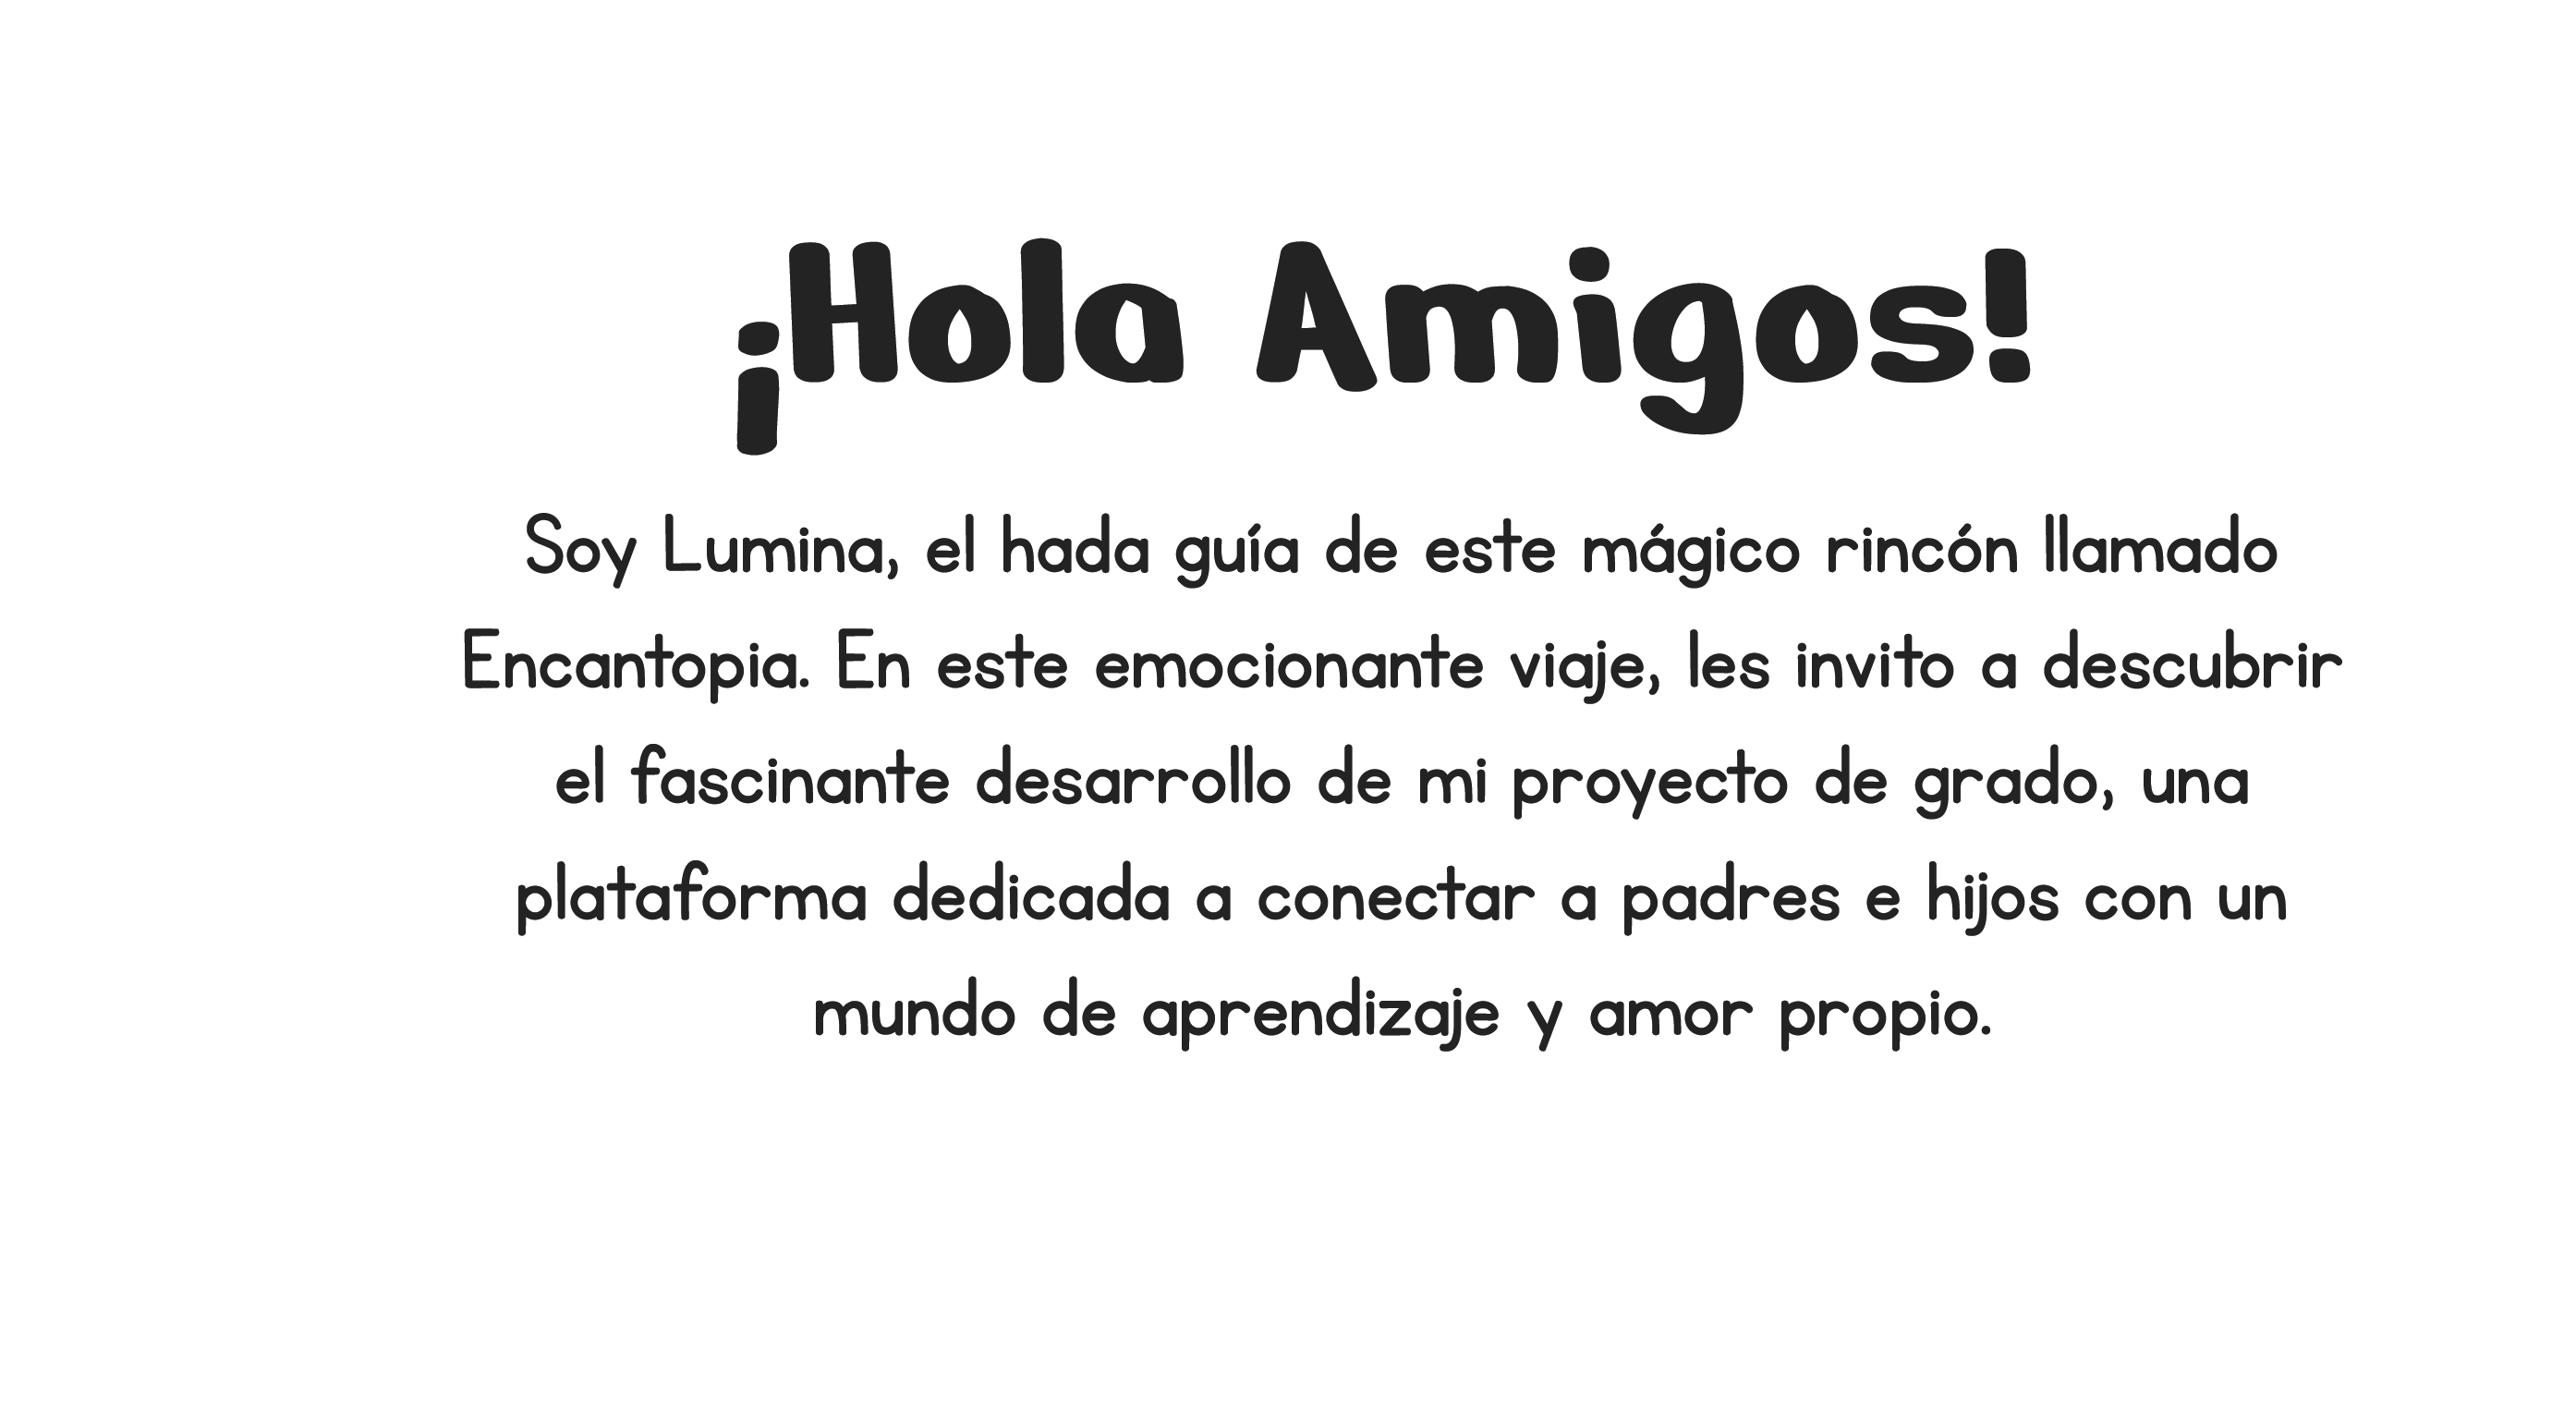 ¡Hola Amigos!
Soy Lumina, el hada guía de este mágico rincón llamado
Encantopia. En este emocionante viaje, les invito a descubrir
el fascinante desarrollo de mi proyecto de grado, una
plataforma dedicada a conectar a padres e hijos con un
mundo de aprendizaje y amor propio.